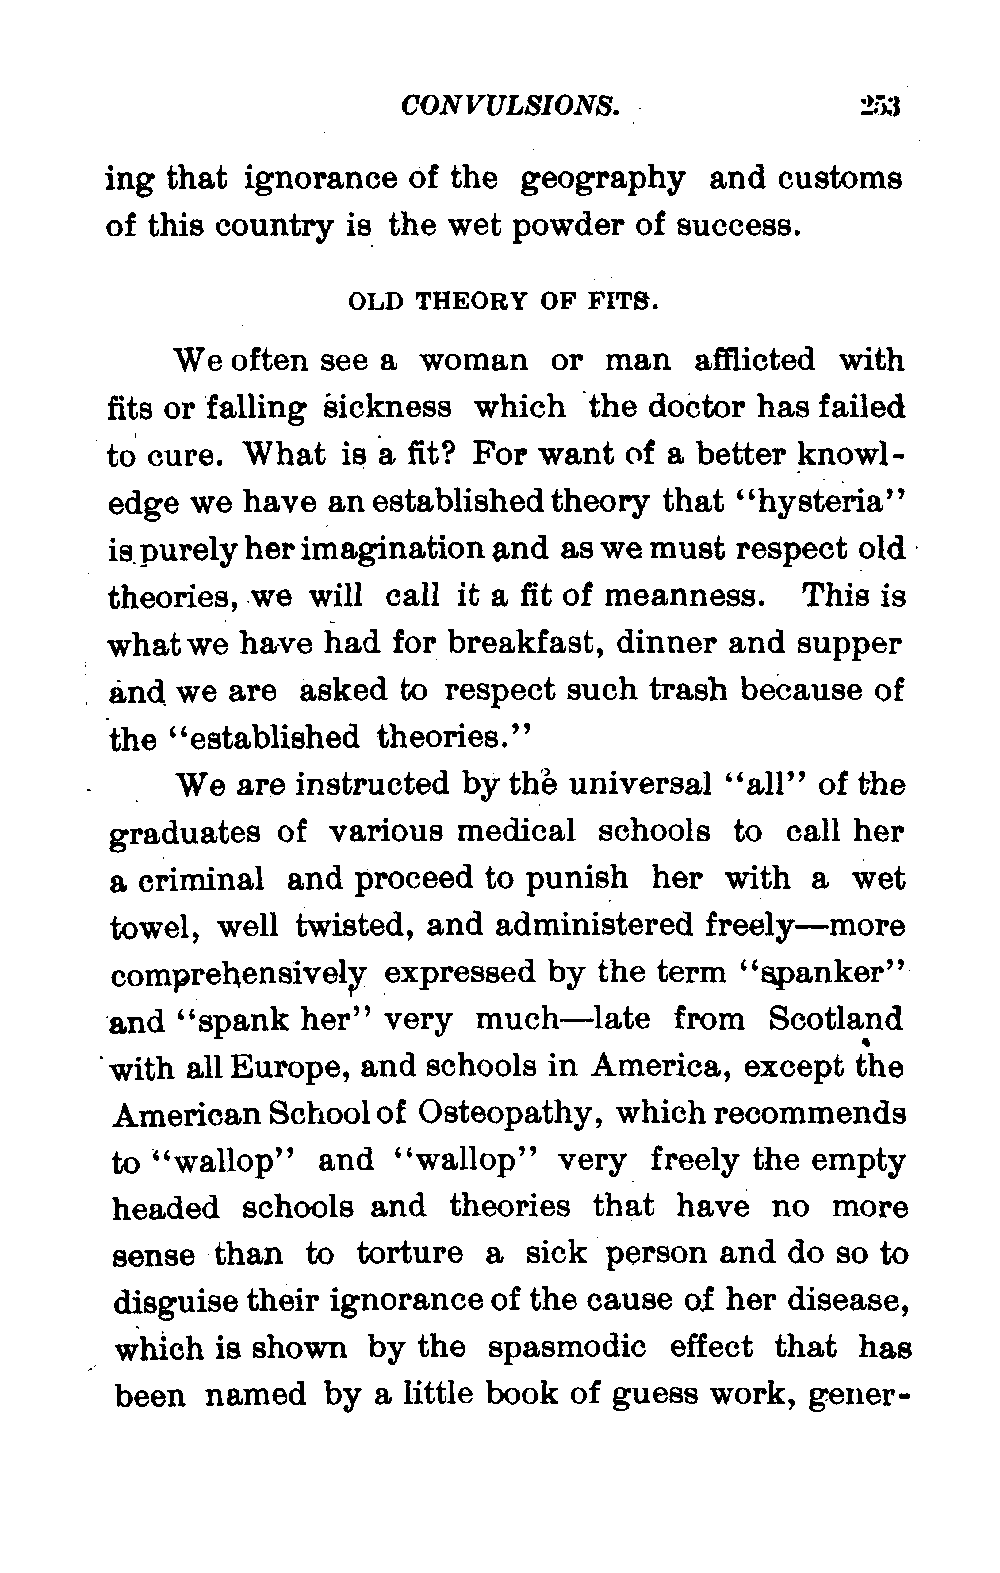 CONVULSIONS. 253
ing that ignorance of the geography and customs
of this country is the wet powder of success.
OLD THEORY OF FITS.
We often see a woman or man afflicted with
fits or falling sickness which the doctor has failed
to cure. What is a fit? For want of a better knowl-
edge we have an established theory that "hysteria"
is purely her imagination and as we must respect old
theories, we will call it a fit of meanness. This is
what we have had for breakfast, dinner and supper
and we are asked to respect such trash because of
the "established theories."
We are instructed by the universal "all" of the
graduates of various medical schools to call her
a criminal and proceed to punish her with a wet
towel, well twisted, and administered freely—more
comprehensively expressed by the term "spanker"
and "spank her" very much—late from Scotland
with all Europe, and schools in America, except the
American School of Osteopathy, which recommends
to "wallop" and "wallop" very freely the empty
headed schools and theories that have no more
sense than to torture a sick person and do so to
disguise their ignorance of the cause of her disease,
which is shown by the spasmodic effect that has
been named by a little book of guess work, gener-